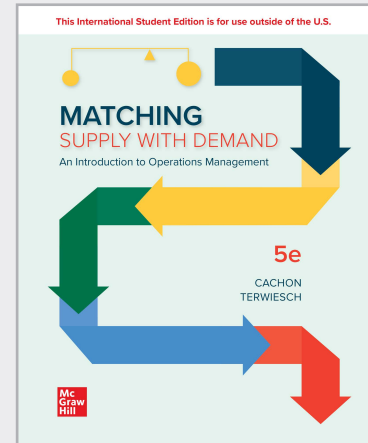 This International Student Edition is for use outside of the U.S.
MATCHING
SUPPLY WITH DEMAND
An Introduction to Operations Management
5e
CACHON
TERWIESCH
Mc
Graw
Hill